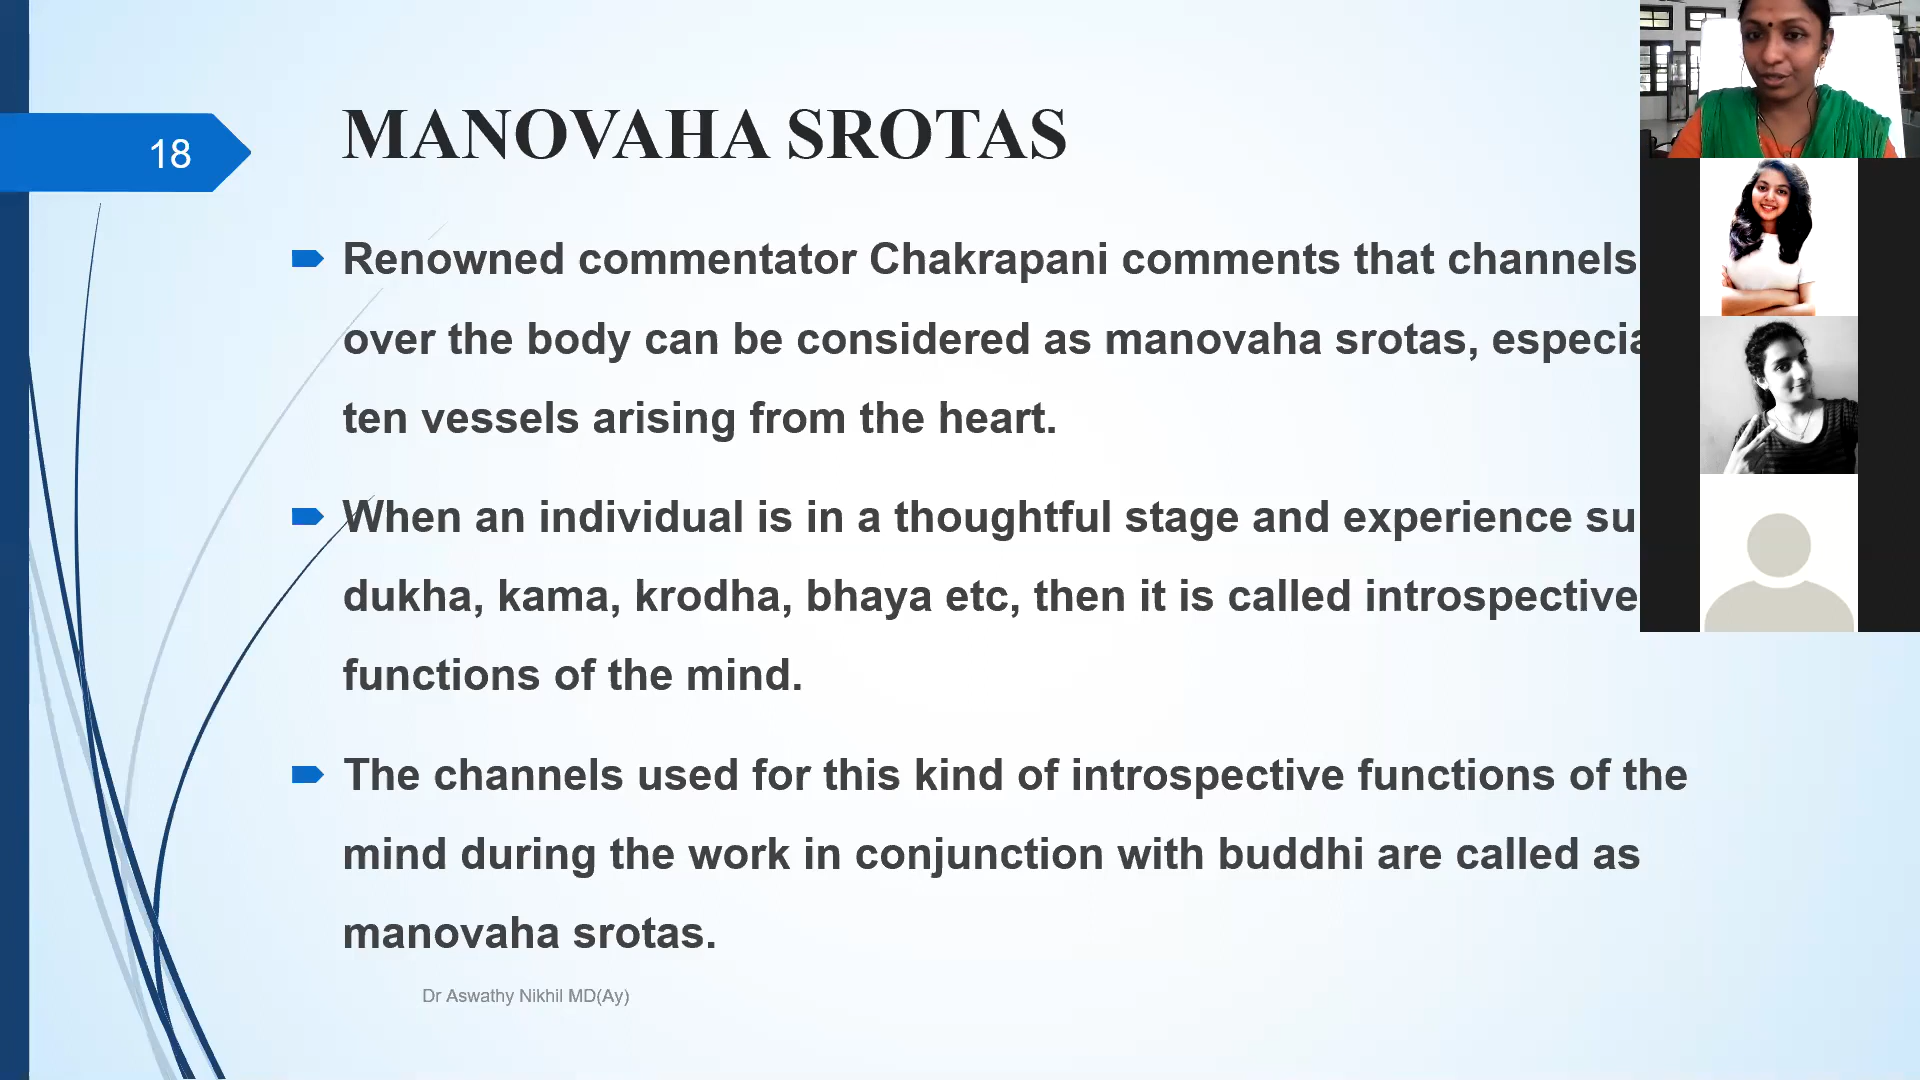 18
MANOVAHA SROTAS
Renowned commentator Chakrapani comments that channels
over the body can be considered as manovaha srotas,
ten vessels arising from the heart.
When an individual is in a thoughtful stage and experience
dukha, kama, krodha, bhaya etc, then it is called introspective
functions of the mind.
The channels used for this kind of introspective functions of the
mind during the work in conjunction with buddhi are called as
manovaha srotas.
Dr Aswathy Nikhil MD(Ay)